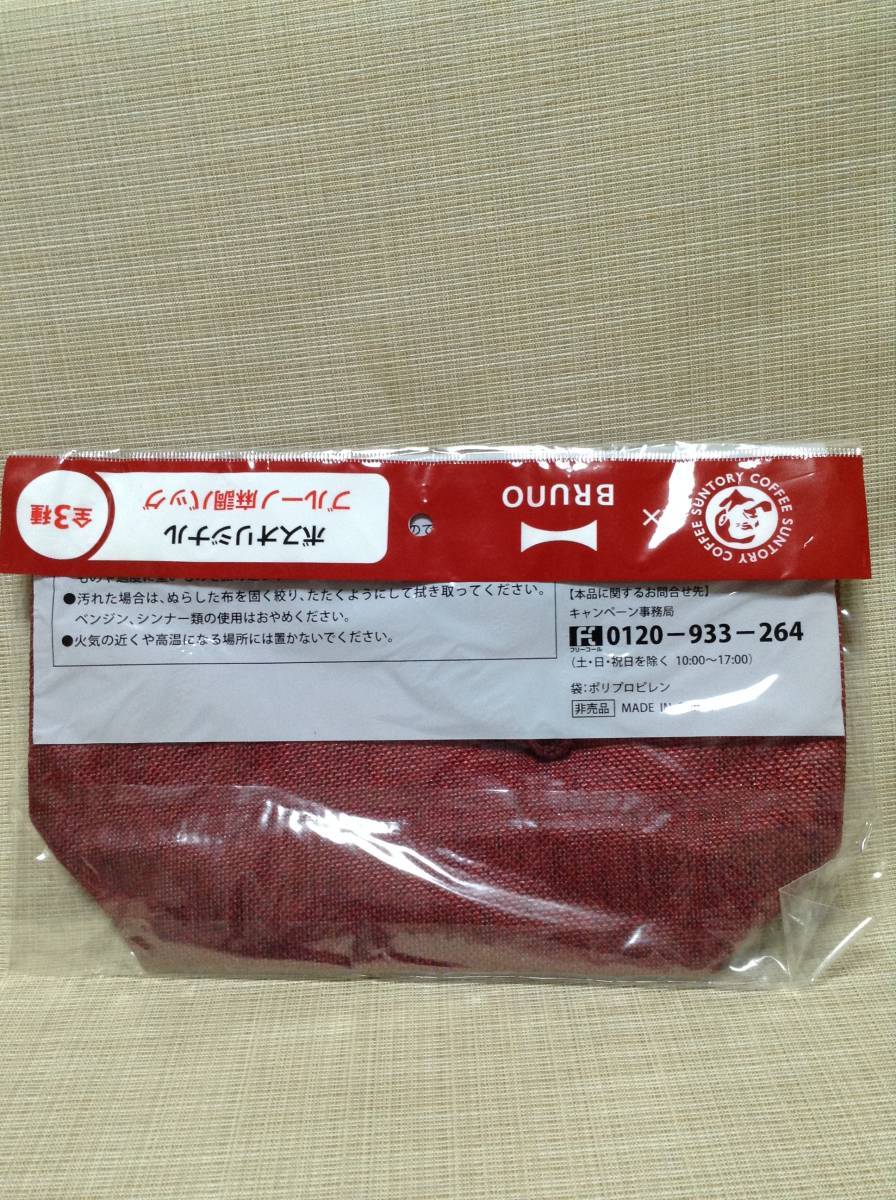 SUNTORY COFFEE SUNTORY COFFEE
×
BRUNO
ボスオリジナル
ブルーノ麻調バッグ
全3種
●汚れた場合は、ぬらした布を固く絞り、たたくようにして拭き取ってください。
ベンジン、シンナー類の使用はおやめください。
●火気の近くや高温になる場所には置かないでください。
【本品に関するお問合せ先】
キャンペーン事務局
フリーコール 0120-933-264
(土・日・祝日を除く 10:00〜17:00)
袋:ポリプロピレン
非売品 MADE IN